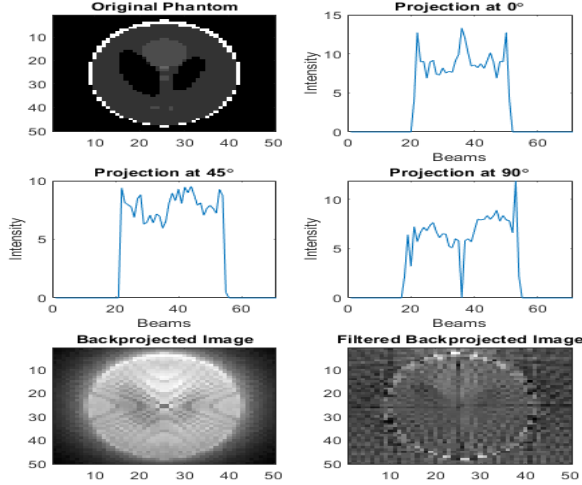 Original Phantom
10
20
30
40
50
10 20 30 40 50
Projection at 0°
15
10
5
0
Intensity
0 20 40 60
Beams
Projection at 45°
10
5
0
Intensity
0 20 40 60
Beams
Projection at 90°
10
5
0
Intensity
0 20 40 60
Beams
Backprojected Image
10
20
30
40
50
10 20 30 40 50
Filtered Backprojected Image
10
20
30
40
50
10 20 30 40 50